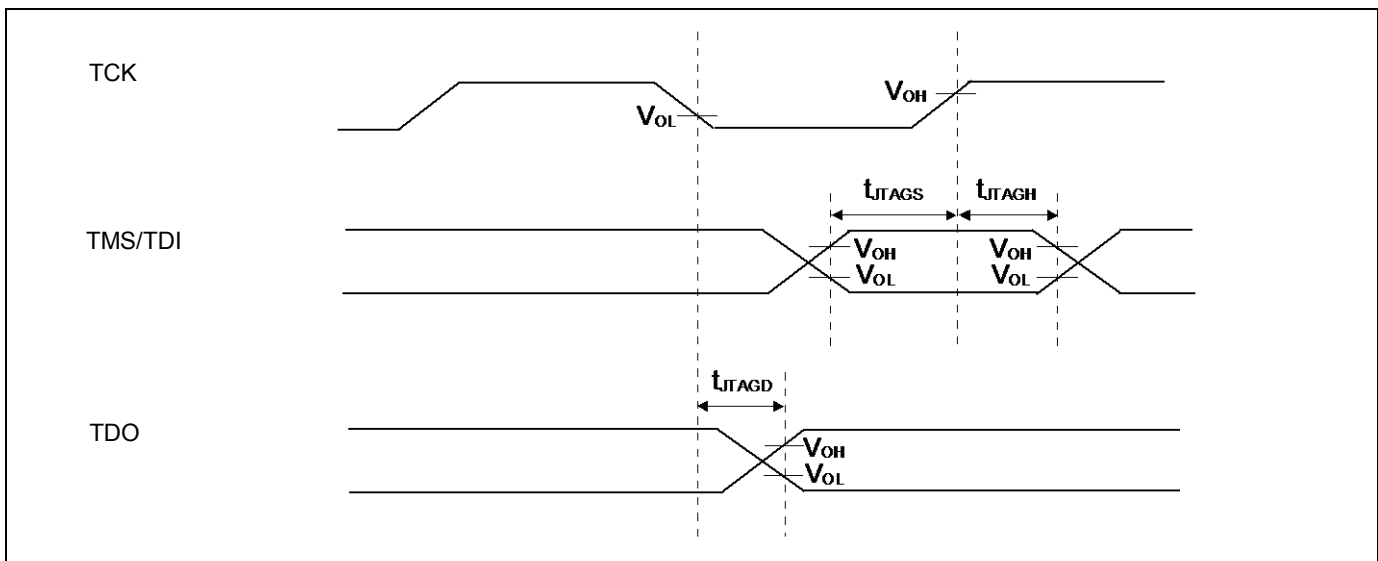 TCK
VOH
VOL
tJTAGS tJTAGH
TMS/TDI
VOH VOH
VOL VOL
tJTAGD
TDO
VOH
VOL